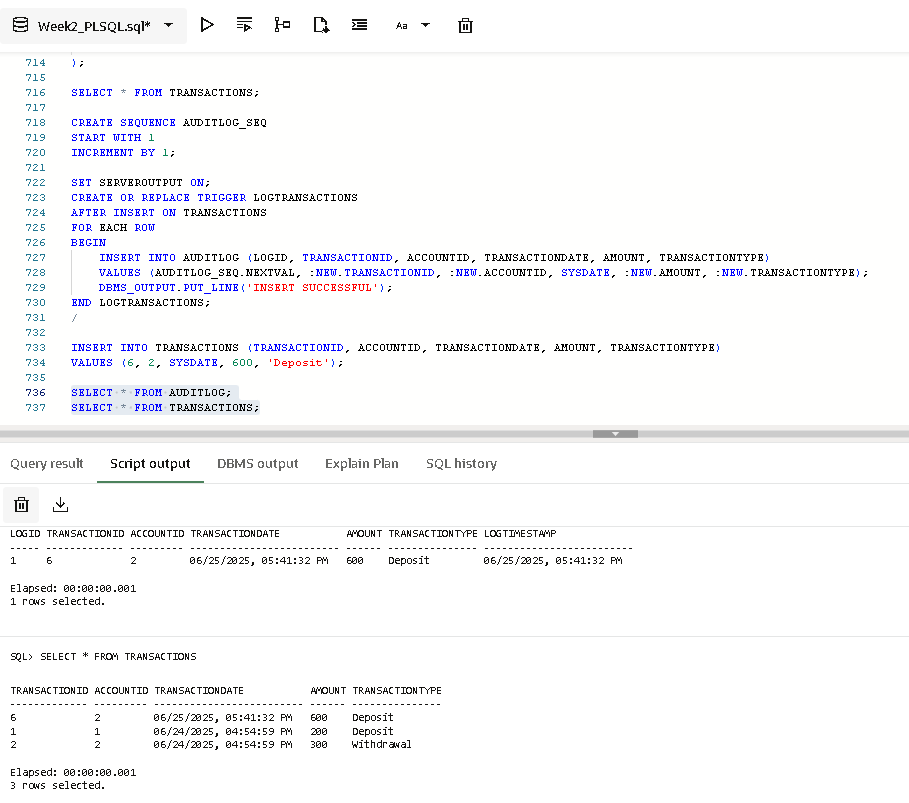 Week2_PLSQL.sql*
Aa
714 );
715
716 SELECT * FROM TRANSACTIONS;
717
718 CREATE SEQUENCE AUDITLOG_SEQ
719 START WITH 1
720 INCREMENT BY 1;
721
722 SET SERVEROUTPUT ON;
723 CREATE OR REPLACE TRIGGER LOGTRANSACTIONS
724 AFTER INSERT ON TRANSACTIONS
725 FOR EACH ROW
726 BEGIN
727     INSERT INTO AUDITLOG (LOGID, TRANSACTIONID, ACCOUNTID, TRANSACTIONDATE, AMOUNT, TRANSACTIONTYPE)
728     VALUES (AUDITLOG_SEQ.NEXTVAL, :NEW.TRANSACTIONID, :NEW.ACCOUNTID, SYSDATE, :NEW.AMOUNT, :NEW.TRANSACTIONTYPE);
729     DBMS_OUTPUT.PUT_LINE('INSERT SUCCESSFUL');
730 END LOGTRANSACTIONS;
731 /
732
733 INSERT INTO TRANSACTIONS (TRANSACTIONID, ACCOUNTID, TRANSACTIONDATE, AMOUNT, TRANSACTIONTYPE)
734 VALUES (6, 2, SYSDATE, 600, 'Deposit');
735
736 SELECT * FROM AUDITLOG;
737 SELECT * FROM TRANSACTIONS;
Query result Script output DBMS output Explain Plan SQL history
LOGID TRANSACTIONID ACCOUNTID TRANSACTIONDATE AMOUNT TRANSACTIONTYPE LOGTIMESTAMP
----- ------------- --------- ------------------------- ------ --------------- -------------------------
1 6 2 06/25/2025, 05:41:32 PM 600 Deposit 06/25/2025, 05:41:32 PM
Elapsed: 00:00:00.001
1 rows selected.
SQL> SELECT * FROM TRANSACTIONS
TRANSACTIONID ACCOUNTID TRANSACTIONDATE AMOUNT TRANSACTIONTYPE
------------- --------- ------------------------- ------ ---------------
6 2 06/25/2025, 05:41:32 PM 600 Deposit
1 1 06/24/2025, 04:54:59 PM 200 Deposit
2 2 06/24/2025, 04:54:59 PM 300 Withdrawal
Elapsed: 00:00:00.001
3 rows selected.